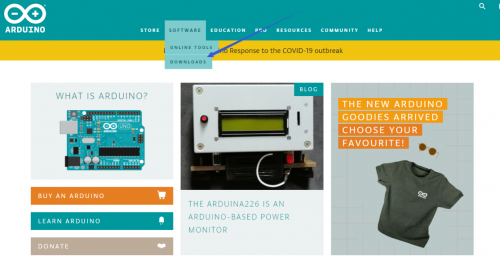 ARDUINO
STORE SOFTWARE EDUCATION PRO RESOURCES COMMUNITY HELP
ONLINE TOOLS
DOWNLOADS
Response to the COVID-19 outbreak
WHAT IS ARDUINO?
UNO
BUY AN ARDUINO
LEARN ARDUINO
DONATE
BLOG
THE ARDUINA226 IS AN
ARDUINO-BASED POWER
MONITOR
THE NEW ARDUINO
GOODIES ARRIVED
CHOOSE YOUR
FAVOURITE!